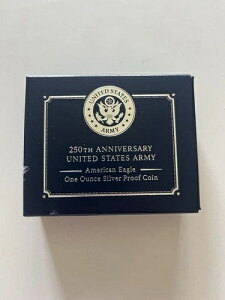 UNITED STATES
ARMY
250TH ANNIVERSARY
UNITED STATES ARMY
American Eagle
One Ounce Silver Proof Coin